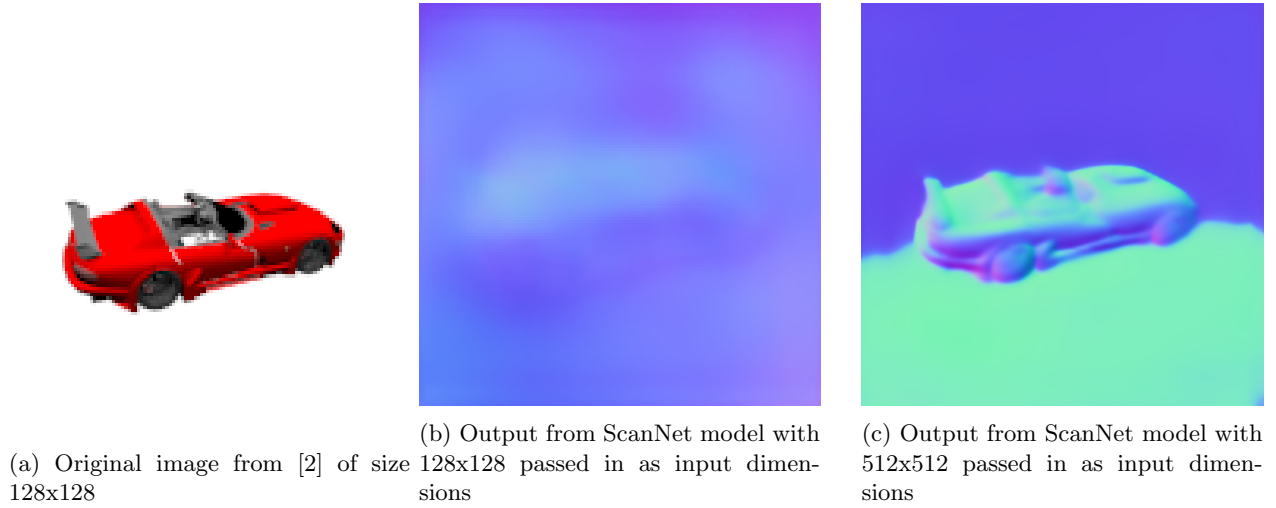 (a) Original image from [2] of size
128x128
(b) Output from ScanNet model with
128x128 passed in as input dimen-
sions
(c) Output from ScanNet model with
512x512 passed in as input dimen-
sions